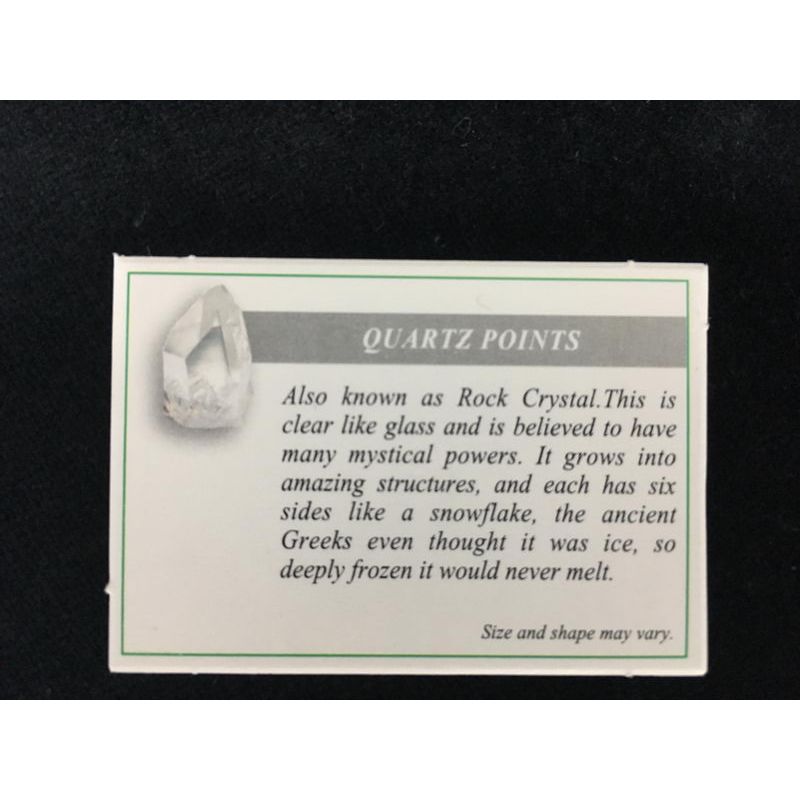 QUARTZ POINTS
Also known as Rock Crystal.This is
clear like glass and is believed to have
many mystical powers. It grows into
amazing structures, and each has six
sides like a snowflake, the ancient
Greeks even thought it was ice, so
deeply frozen it would never melt.
Size and shape may vary.